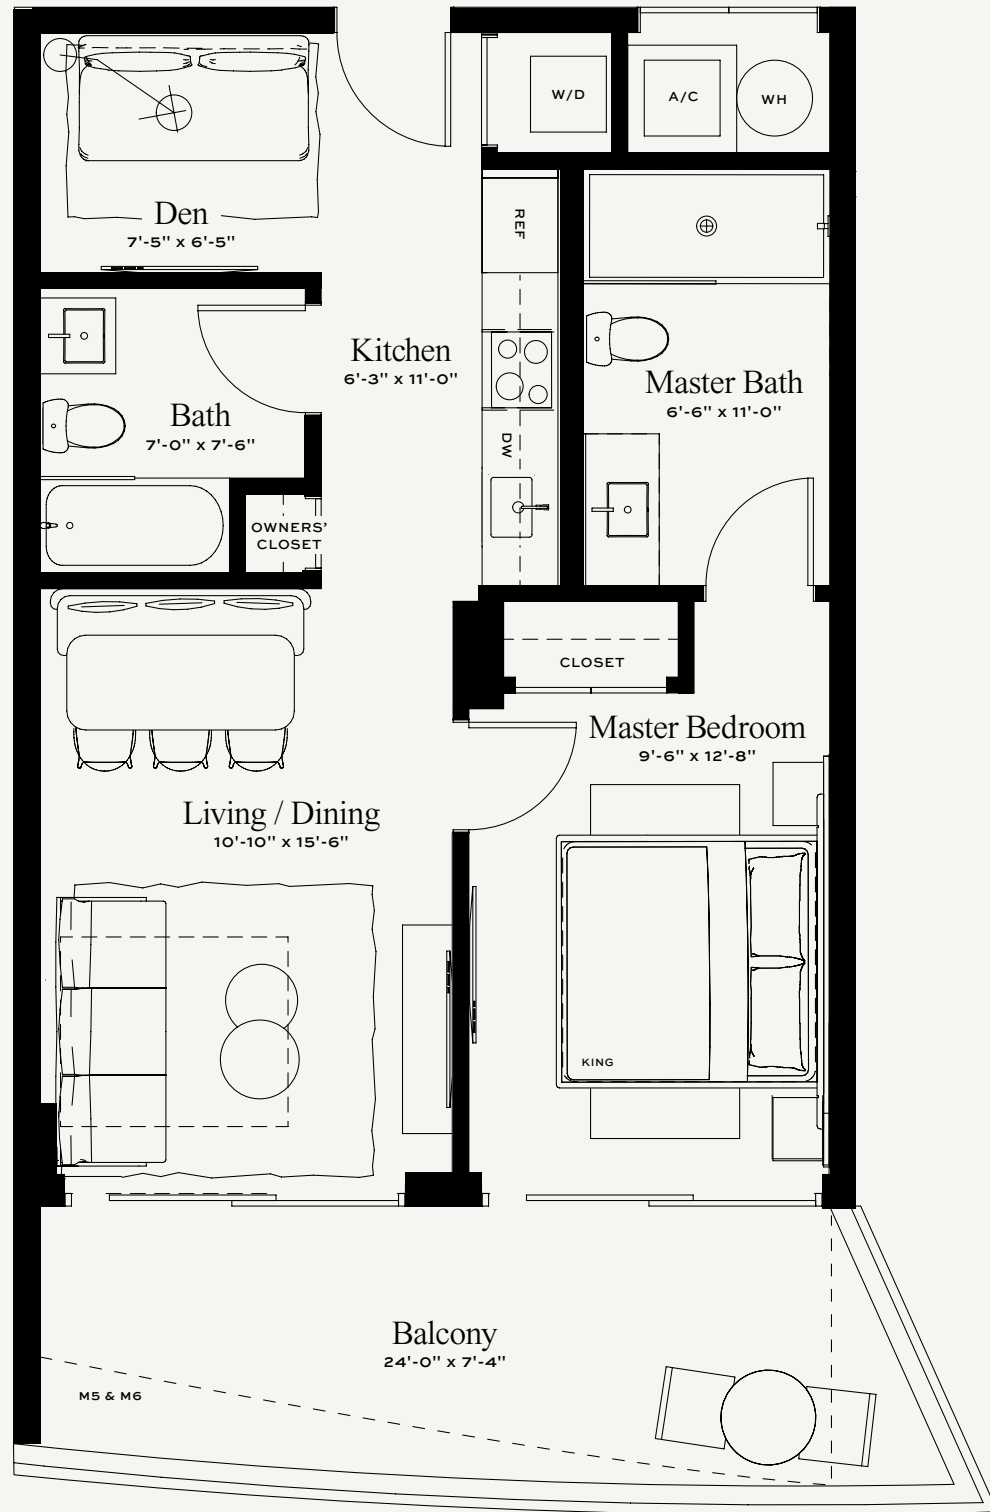 W/D
A/C
WH
Den
7'-5" x 6'-5"
REF
Kitchen
6'-3" x 11'-0"
Master Bath
6'-6" x 11'-0"
Bath
7'-0" x 7'-6"
DW
OWNERS'
CLOSET
CLOSET
Master Bedroom
9'-6" x 12'-8"
Living / Dining
10'-10" x 15'-6"
KING
Balcony
24'-0" x 7'-4"
M5 & M6